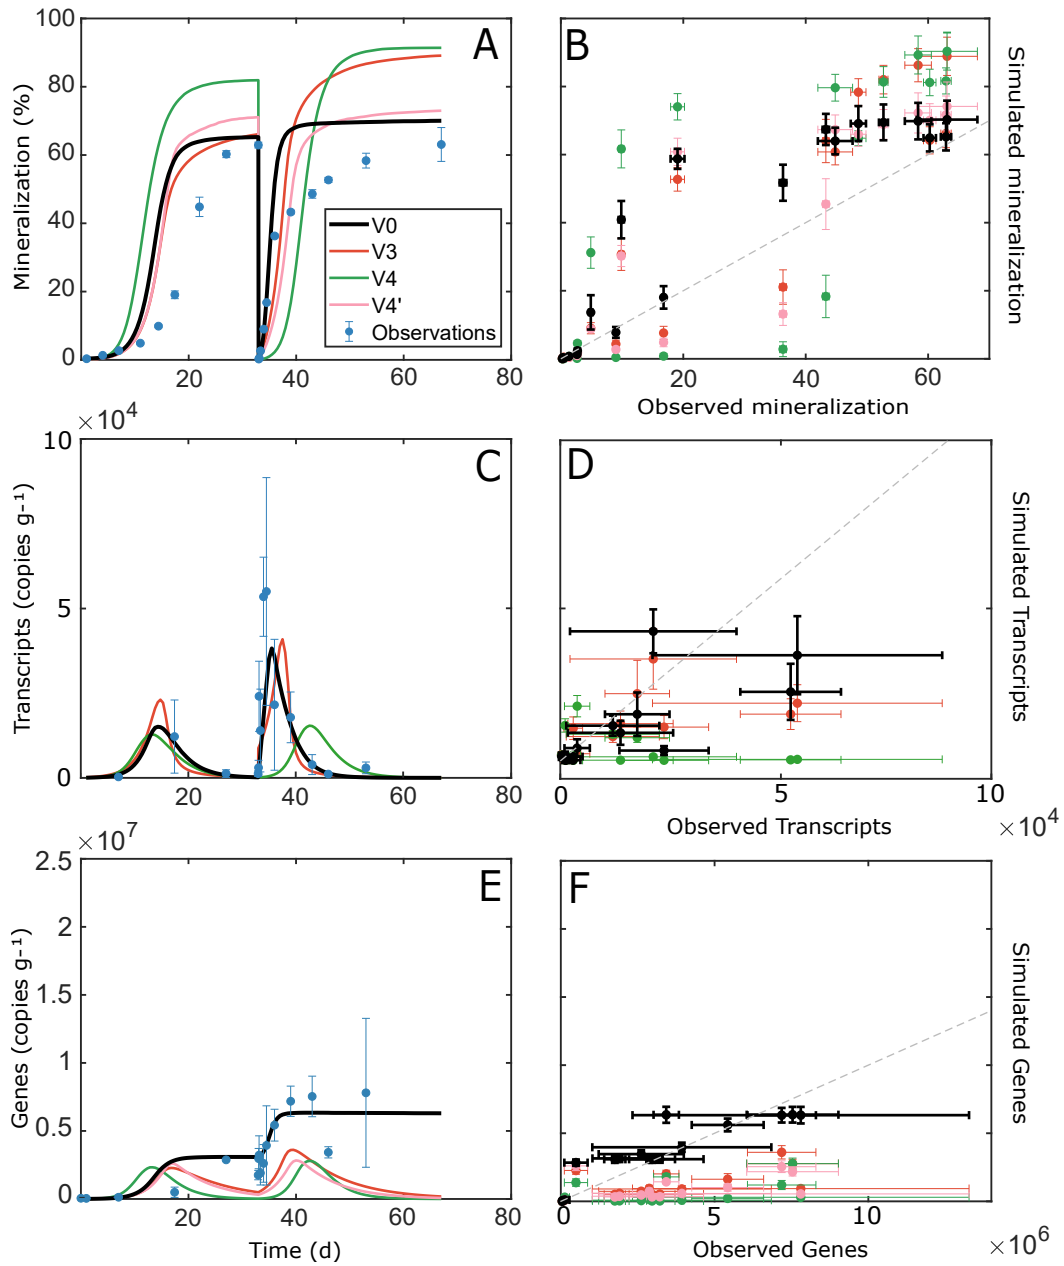 A
B
100
80
60
40
20
0
Mineralization (%)
V0
V3
V4
V4'
Observations
0 20 40 60 80
20 40 60
Observed mineralization
Simulated mineralization
×10⁴
C
D
10
5
0
Transcripts (copies g⁻¹)
20 40 60 80
0 5 10
×10⁴
Observed Transcripts
Simulated Transcripts
×10⁷
E
F
2.5
2
1.5
1
0.5
0
Genes (copies g⁻¹)
0 20 40 60 80
Time (d)
0 5 10
×10⁶
Observed Genes
Simulated Genes